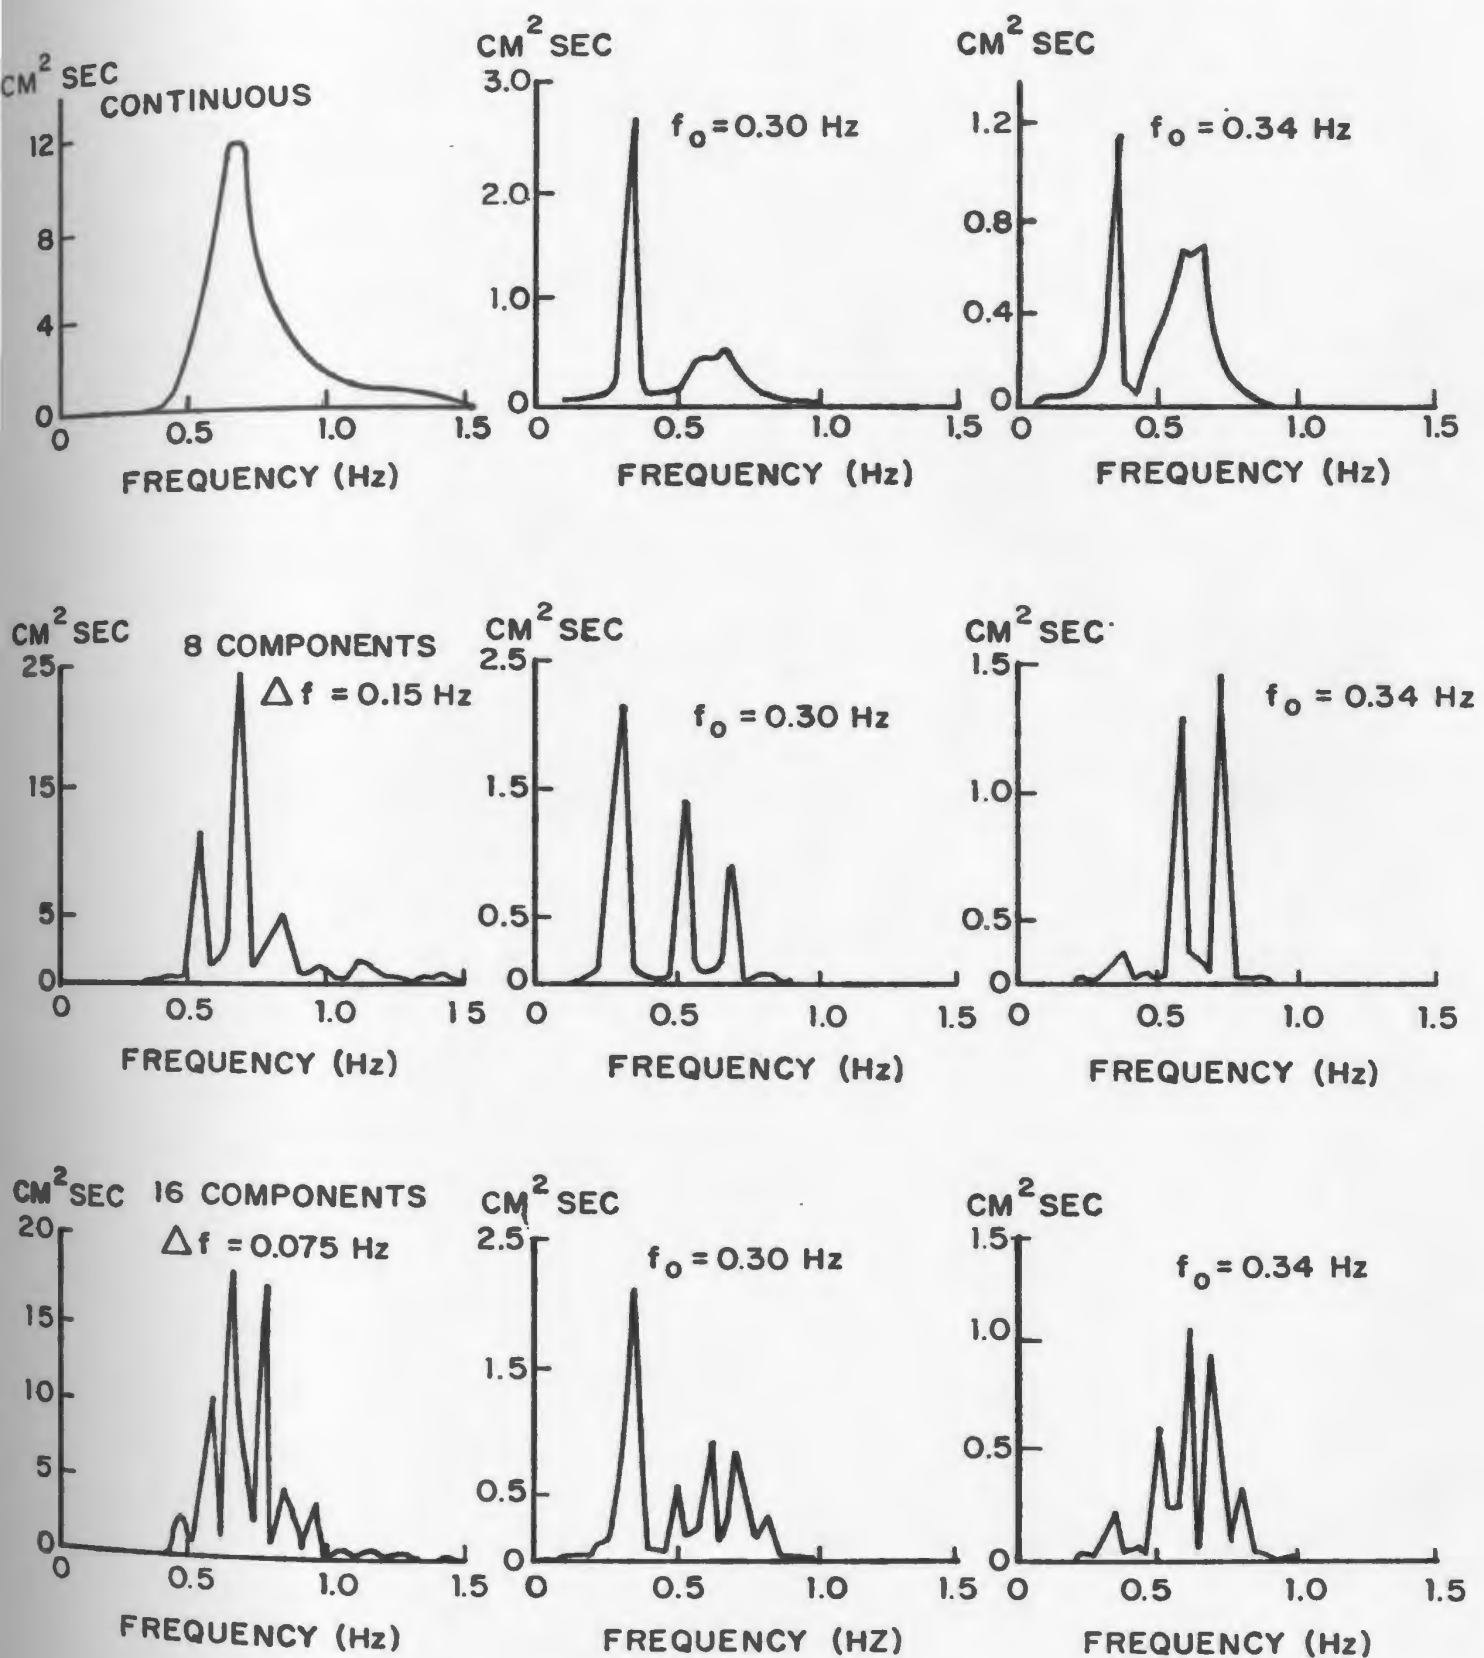 CM² SEC
CONTINUOUS
12
8
4
0
0 0.5 1.0 1.5
FREQUENCY (Hz)
CM² SEC
3.0
f₀ = 0.30 Hz
2.0
1.0
0
0 0.5 1.0 1.5
FREQUENCY (Hz)
CM² SEC
1.2
f₀ = 0.34 Hz
0.8
0.4
0
0 0.5 1.0 1.5
FREQUENCY (Hz)
CM² SEC
8 COMPONENTS
25
Δf = 0.15 Hz
15
5
0
0 0.5 1.0 1 5
FREQUENCY (Hz)
CM² SEC
2.5
f₀ = 0.30 Hz
1.5
0.5
0
0 0.5 1.0 1.5
FREQUENCY (Hz)
CM² SEC
1.5
f₀ = 0.34 Hz
1.0
0.5
0
0 0.5 1.0 1.5
FREQUENCY (Hz)
CM² SEC 16 COMPONENTS
20
Δf = 0.075 Hz
15
10
5
0
0 0.5 1.0 1.5
FREQUENCY (Hz)
CM² SEC
2.5
f₀ = 0.30 Hz
1.5
0.5
0
0 0.5 1.0 1.5
FREQUENCY (HZ)
CM² SEC
1.5
f₀ = 0.34 Hz
1.0
0.5
0
0 0.5 1.0 1.5
FREQUENCY (Hz)